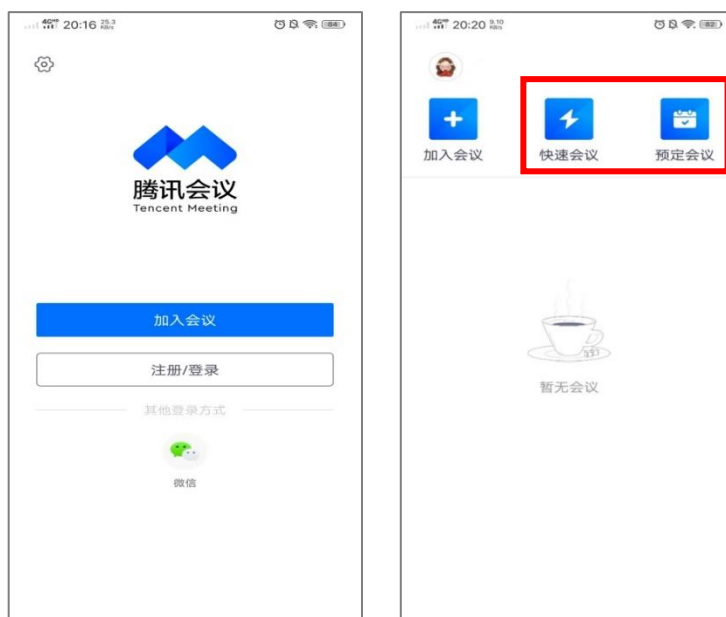 20:16
腾讯会议
Tencent Meeting
加入会议
注册/登录
其他登录方式
微信
20:20
加入会议 快速会议 预定会议
暂无会议